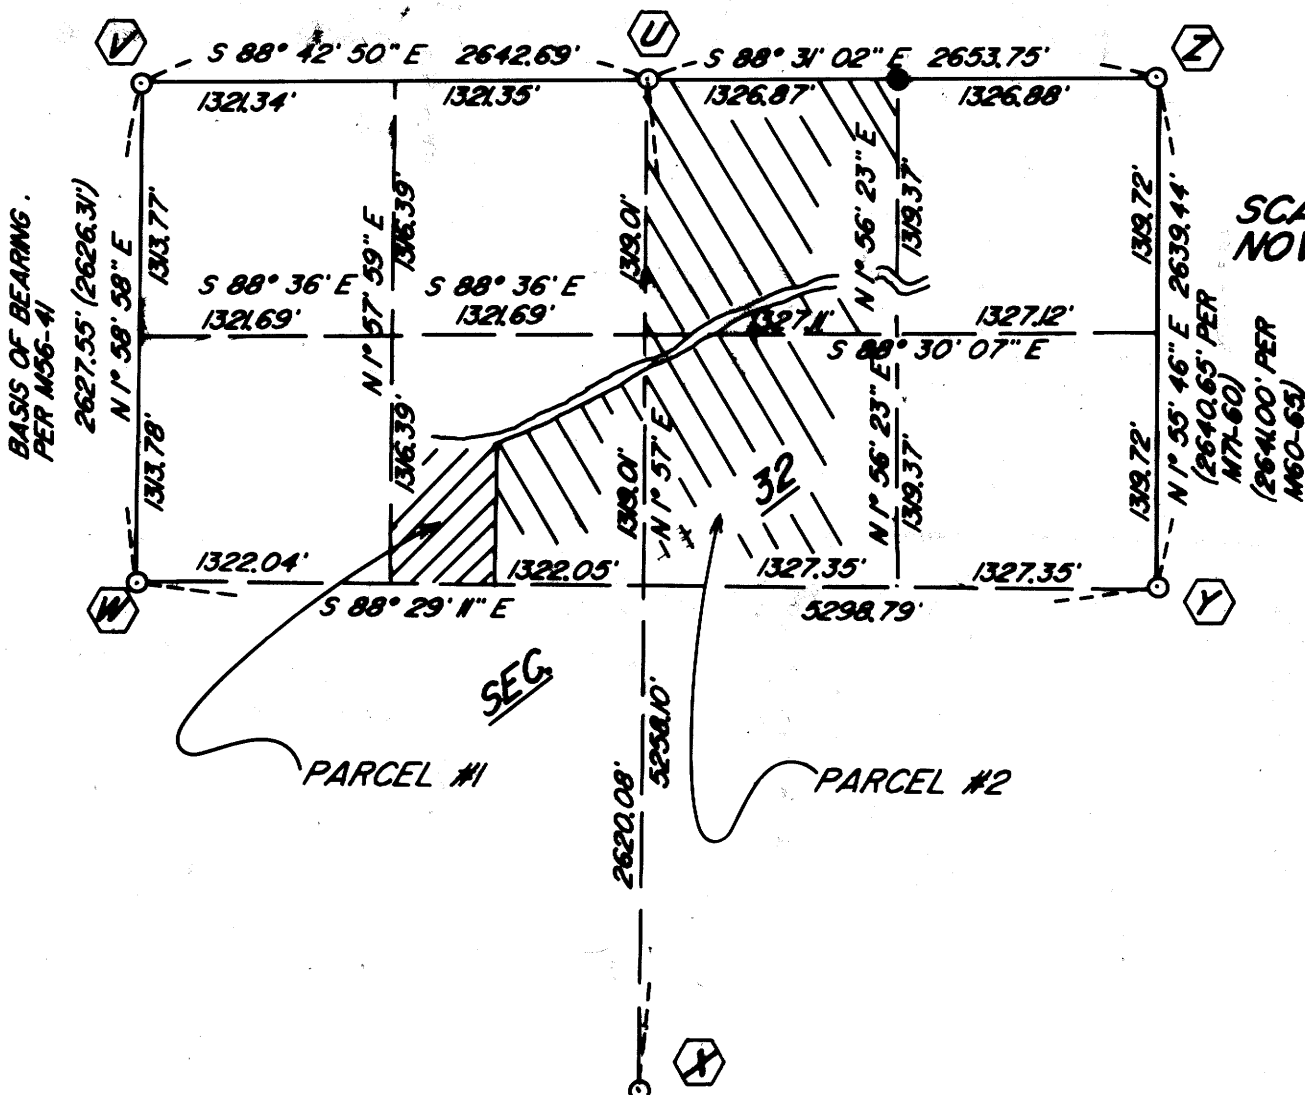 V
U
Z
S 88° 42' 50" E 2642.69'
S 88° 31' 02" E 2653.75'
1321.34'
1321.35'
1326.87'
1326.88'
BASIS OF BEARING.
PER M56-41
2627.55' (2626.31')
N 1° 58' 58" E
1313.77'
1313.78'
N 1° 57' 59" E
1316.39'
1316.39'
1319.01'
1319.01'
N 1° 57' E
N 1° 56' 23" E
1319.37'
N 1° 56' 23" E
1319.37'
1319.72'
1319.72'
N 1° 55' 46" E 2639.44'
(2640.65' PER
M71-60)
(2641.00' PER
M60-65)
SCA
NOV
S 88° 36' E
1321.69'
S 88° 36' E
1321.69'
1327.11'
1327.12'
S 88° 30' 07" E
32
1322.04'
1322.05'
1327.35'
1327.35'
W
S 88° 29' 11" E
5298.79'
Y
SEC.
PARCEL #1
PARCEL #2
2620.08'
5258.10'
X